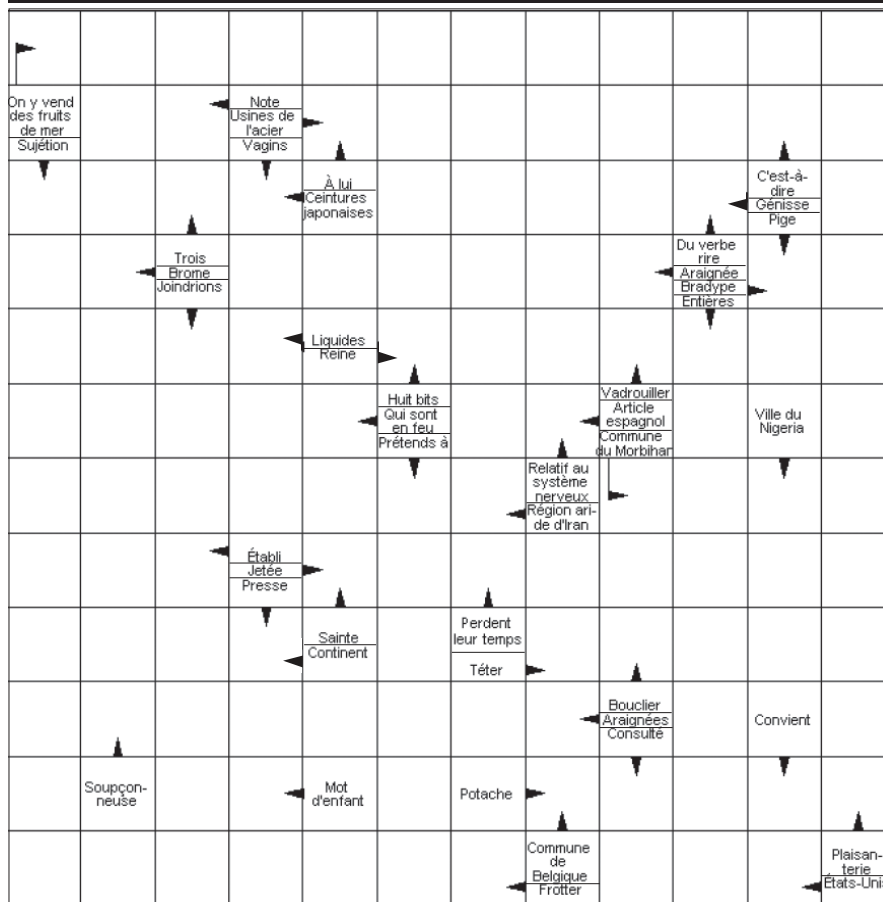 On y vend
des fruits
de mer
Sujétion
Note
Usines de
l'acier
Vagins
À lui
Ceintures
japonaises
C'est-à-
dire
Génisse
Pige
Trois
Brome
Joindrions
Du verbe
rire
Araignée
Bradype
Entières
Liquides
Reine
Huit bits
Qui sont
en feu
Prétends à
Vadrouiller
Article
espagnol
Commune
du Morbihan
Ville du
Nigeria
Relatif au
système
nerveux
Région ari-
de d'Iran
Établi
Jetée
Presse
Sainte
Continent
Perdent
leur temps
Téter
Bouclier
Araignées
Consulté
Convient
Soupçon-
neuse
Mot
d'enfant
Potache
Commune
de
Belgique
Frotter
Plaisan-
terie
États-Unis